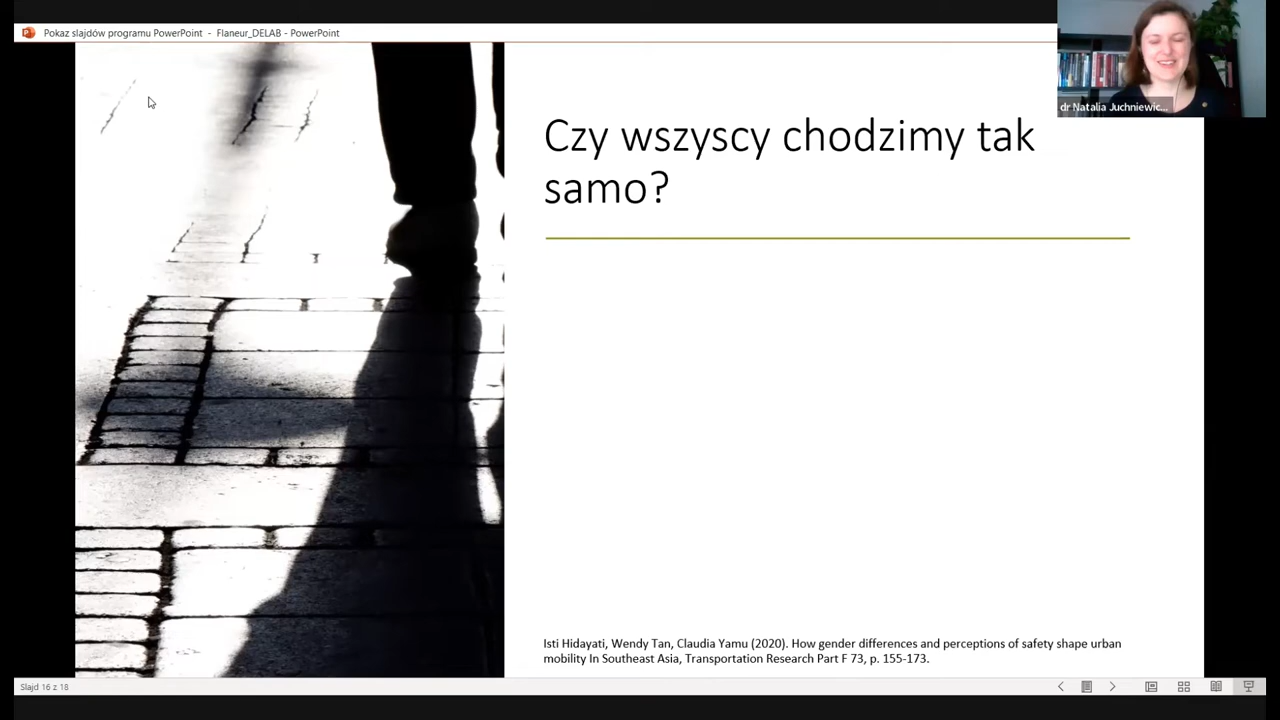 Pokaz slajdów programu PowerPoint - Flaneur_DELAB - PowerPoint
dr Natalia Juchniewic...
Czy wszyscy chodzimy tak
samo?
Isti Hidayati, Wendy Tan, Claudia Yamu (2020). How gender differences and perceptions of safety shape urban
mobility In Southeast Asia, Transportation Research Part F 73, p. 155-173.
Slajd 16 z 18